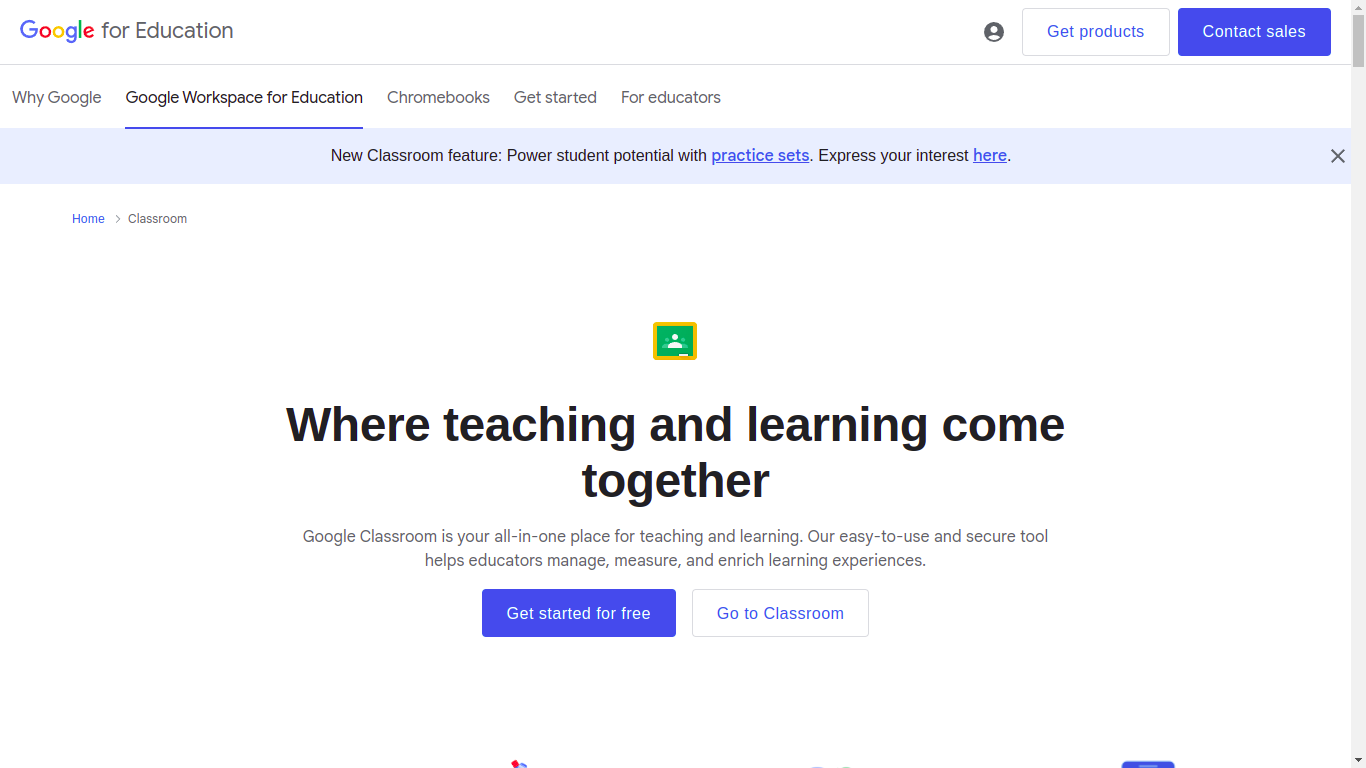 Google for Education
Get products
Contact sales
Why Google
Google Workspace for Education
Chromebooks
Get started
For educators
New Classroom feature: Power student potential with practice sets. Express your interest here.
Home
Classroom
Where teaching and learning come
together
Google Classroom is your all-in-one place for teaching and learning. Our easy-to-use and secure tool
helps educators manage, measure, and enrich learning experiences.
Get started for free
Go to Classroom